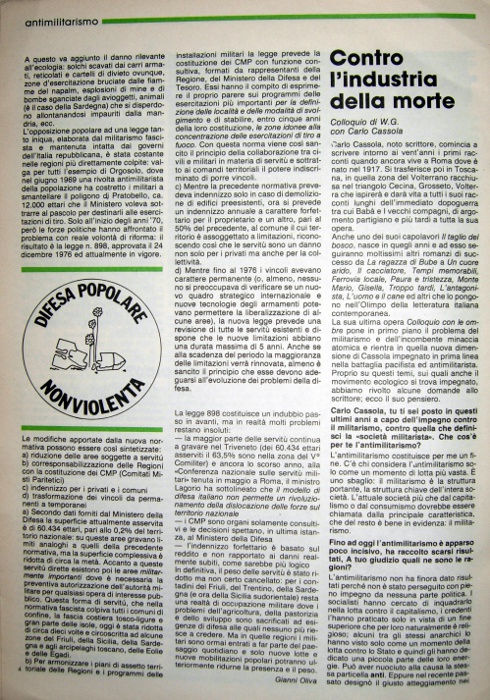 antimilitarismo
A questo va aggiunto il danno rilevante
all'ecologia: solchi scavati dai carri arma-
ti, reticolati e cartelli di divieto ovunque,
zone d'esercitazione bruciate dalle fiam-
me del napalm, esplosioni di mine e di
bombe sganciate dagli aviogetti, animali
(è il caso della Sardegna) che si disperdo-
no allontanandosi impauriti dalla man-
dria, ecc.
L'opposizione popolare ad una legge tan-
to iniqua, elaborata dal militarismo fasci-
sta e mantenuta intatta dai governi
dell'Italia repubblicana, è stata costante
nelle regioni più direttamente colpite: val-
ga per tutti l'esempio di Orgosolo, dove
nel giugno 1969 una rivolta antimilitarista
della popolazione ha costretto i militari a
smantellare il poligono di Pratobello, ca.
12.000 ettari che il Ministero voleva sot-
trarre al pascolo per destinarli alle eserci-
tazioni di tiro. Solo all'inizio degli anni '70,
però le forze politiche hanno affrontato il
problema con reale volontà di riforma: il
risultato è la legge n. 898, approvata il 24
dicembre 1976 ed attualmente in vigore.
DIFESA POPOLARE
NONVIOLENTA
Le modifiche apportate dalla nuova nor-
mativa possono essere così sintetizzate:
a) riduzione delle aree soggette a servitù
b) corresponsabilizzazione delle Regioni
con la costituzione dei CMP (Comitati Mi-
sti Paritetici)
c) indennizzo per i privati e i comuni
d) trasformazione dei vincoli da perma-
nenti a temporanei
a) Secondo dati forniti dal Ministero della
Difesa la superficie attualmente asservita
è di 60.434 ettari, pari allo 0,2% del terri-
torio nazionale: su queste aree gravano li-
miti analoghi a quelli della precedente
normativa, ma la superficie complessiva è
ridotta di circa la metà. Accanto a queste
servitù dirette esistono poi le aree militar-
mente importanti dove è necessaria la
preventiva autorizzazione dell'autorità mi-
litare per qualsiasi opera di interesse pub-
blico. Questa forma di servitù, che nella
normativa fascista colpiva tutti i comuni di
confine, la fascia costiera tosco-ligure e
gran parte delle isole, oggi è stata ridotta
di circa dieci volte e circoscritta ad alcune
zone del Friuli, della Sicilia, della Sarde-
gna e agli arcipelaghi toscano, delle Eolie
e delle Egadi.
b) Per armonizzare i piani di assetto terri-
toriale delle Regioni e i programmi delle
installazioni militari la legge prevede la
costituzione dei CMP con funzione con-
sultiva, formati da rappresentanti della
Regione, del Ministero della Difesa e del
Tesoro. Essi hanno il compito di esprime-
re il proprio parere sui programmi delle
esercitazioni più importanti per la defini-
zione delle località e delle modalità di svol-
gimento e di stabilire, entro cinque anni
della loro costituzione, le zone idonee alla
concentrazione delle esercitazioni di tiro a
fuoco. Con questa norma viene così san-
cito il principio della collaborazione tra ci-
vili e militari in materia di servitù e sottrat-
to ai comandi territoriali il potere indiscri-
minato di porre vincoli.
c) Mentre la precedente normativa preve-
deva indennizzo solo in caso di demolizio-
ne di edifici preesistenti, ora si prevede
un indennizzo annuale a carattere forfet-
tario per il proprietario e un altro, pari al
50% del precedente, al comune il cui ter-
ritorio è assoggettato a limitazioni, ricono-
scendo così che le servitù sono un danno
non solo per i privati ma anche per la col-
lettività.
d) Mentre fino al 1976 i vincoli avevano
carattere permanente (o, almeno, nessu-
no si preoccupava di verificare se un nuo-
vo quadro strategico internazionale e
nuove tecnologie degli armamenti pote-
vano permettere la liberalizzazione di al-
cune aree), la nuova legge prevede una
revisione di tutte le servitù esistenti e di-
spone che le nuove limitazioni abbiano
una durata massima di 5 anni. Anche se
alla scadenza del periodo la maggioranza
delle limitazioni verrà rinnovata, almeno è
sancito il principio che esse devono ade-
guarsi all'evoluzione dei problemi della di-
fesa.
La legge 898 costituisce un indubbio pas-
so in avanti, ma in realtà molti problemi
restano insoluti:
— la maggior parte delle servitù continua
a gravare nel Triveneto (dei 60.434 ettari
asserviti il 63,5% sono nella zona del V°
Comiliter) e ancora lo scorso anno, alla
«Conferenza nazionale sulle servitù mili-
tari» tenuta in maggio a Roma, il ministro
Lagorio ha sottolineato che il modello di
difesa italiano non permette un rivoluzio-
namento della dislocazione delle forze sul
territorio nazionale
— i CMP sono organi solamente consulti-
vi e le decisioni spettano, in ultima istan-
za, al Ministero della Difesa
— l'indennizzo forfettario è basato sul
reddito e non rapportato ai danni real-
mente subiti, come sarebbe più logico
In definitiva, il peso delle servitù è stato ri-
dotto ma non certo cancellato: per i con-
tadini del Friuli, del Trentino, della Sarde-
gna (e ora della Sicilia sudorientale) resta
una realtà di occupazione militare dove i
problemi dell'agricoltura, della pastorizia
e dello sviluppo sono sacrificati ad esi-
genze di difesa alle quali nessuno più rie-
sce a credere. Ma in quelle regioni i mili-
tari sono ormai entrati a far parte del pae-
saggio quotidiano e solo nuove lotte e
nuove mobilitazioni popolari potranno ul-
teriormente ridurne la presenza e il peso.
Gianni Oliva
Contro
l'industria
della morte
Colloquio di W.G.
con Carlo Cassola
Carlo Cassola, noto scrittore, comincia a
scrivere intorno ai vent'anni i primi rac-
conti quando ancora vive a Roma dove è
nato nel 1917. Si trasferisce poi in Tosca-
na, in quella zona del Volterrano racchiu-
sa nel triangolo Cecina, Grosseto, Volter-
ra che ispirerà e darà vita a tutti i suoi rac-
conti lunghi dell'immediato dopoguerra
tra cui Babà e I vecchi compagni, di argo-
mento partigiano e più tardi a tutta la sua
opera.
Anche uno dei suoi capolavori Il taglio del
bosco, nasce in quegli anni e ad esso se-
guiranno moltissimi altri romanzi di suc-
cesso da La ragazza di Bube a Un cuore
arido, Il cacciatore, Tempi memorabili,
Ferrovia locale, Paura e tristezza, Monte
Mario, Gisella, Troppo tardi, L'antagoni-
sta, L'uomo e il cane ed altri che lo pongo-
no nell'Olimpo della letteratura italiana
contemporanea.
La sua ultima opera Colloquio con le om-
bre pone in primo piano il problema del
militarismo e dell'incombente minaccia
atomica e rientra in quella nuova dimen-
sione di Cassola impegnato in prima linea
nella battaglia pacifista ed antimilitarista.
Proprio su questi temi, sui quali anche il
movimento ecologico si trova impegnato,
abbiamo rivolto alcune domande allo
scrittore; ecco il suo pensiero.
Carlo Cassola, tu ti sei posto in questi
ultimi anni a capo dell'impegno contro
il militarismo, contro quella che defini-
sci la «società militarista». Che cos'è
per te l'antimilitarismo?
L'antimilitarismo costituisce per me un fi-
ne. C'è chi considera l'antimilitarismo so-
lo come un momento di lotta più vasta. È
uno sbaglio: il militarismo è la struttura
portante, la struttura chiave dell'intera so-
cietà. L'attuale società più che del capita-
lismo o dal consumismo dovrebbe essere
chiamata dalla principale caratteristica,
che del resto è bene in evidenza: il milita-
rismo.
Fino ad oggi l'antimilitarismo è apparso
poco incisivo, ha raccolto scarsi risul-
tati. A tuo giudizio quali ne sono le ra-
gioni?
L'antimilitarismo non ha finora dato risul-
tati perché non è stato perseguito con pie-
no impegno da nessuna parte politica. I
socialisti hanno cercato di inquadrarlo
nella lotta contro il capitalismo, i credenti
l'hanno praticato solo in vista di un fine
superiore che per loro naturalmente è reli-
gioso; alcuni tra gli stessi anarchici lo
hanno visto solo come un momento della
lotta contro lo Stato e quindi gli hanno de-
dicato una piccola parte delle loro ener-
gie. Può aver nuociuto alla causa la stes-
sa particella anti. Eppure nel recente pas-
sato designò il giusto atteggiamento nei